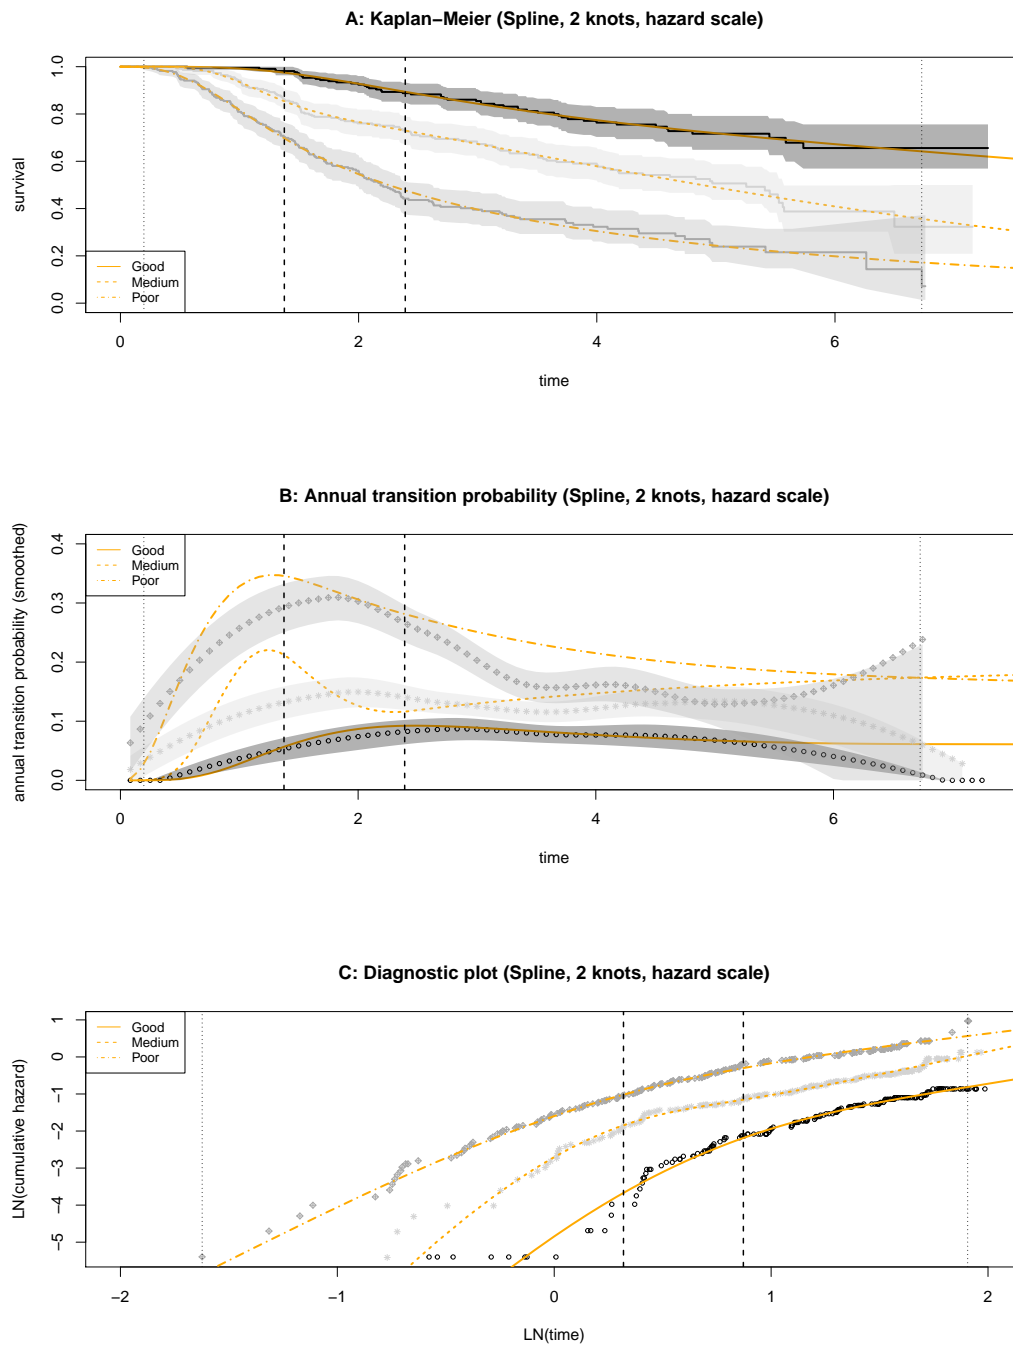 A: Kaplan−Meier (Spline, 2 knots, hazard scale)
survival
1.0
0.8
0.6
0.4
0.2
0.0
Good
Medium
Poor
0 2 4 6
time
B: Annual transition probability (Spline, 2 knots, hazard scale)
annual transition probability (smoothed)
0.4
0.3
0.2
0.1
0.0
Good
Medium
Poor
0 2 4 6
time
C: Diagnostic plot (Spline, 2 knots, hazard scale)
LN(cumulative hazard)
1
0
−1
−2
−3
−4
−5
Good
Medium
Poor
−2 −1 0 1 2
LN(time)